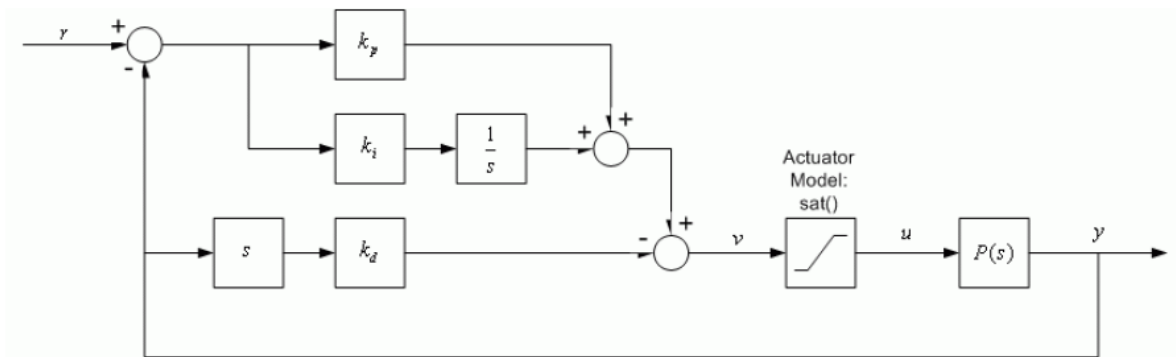 +
r
-
k_p
+
+
k_i
1
s
Actuator
Model:
sat()
s
k_d
-
+
v
u
P(s)
y